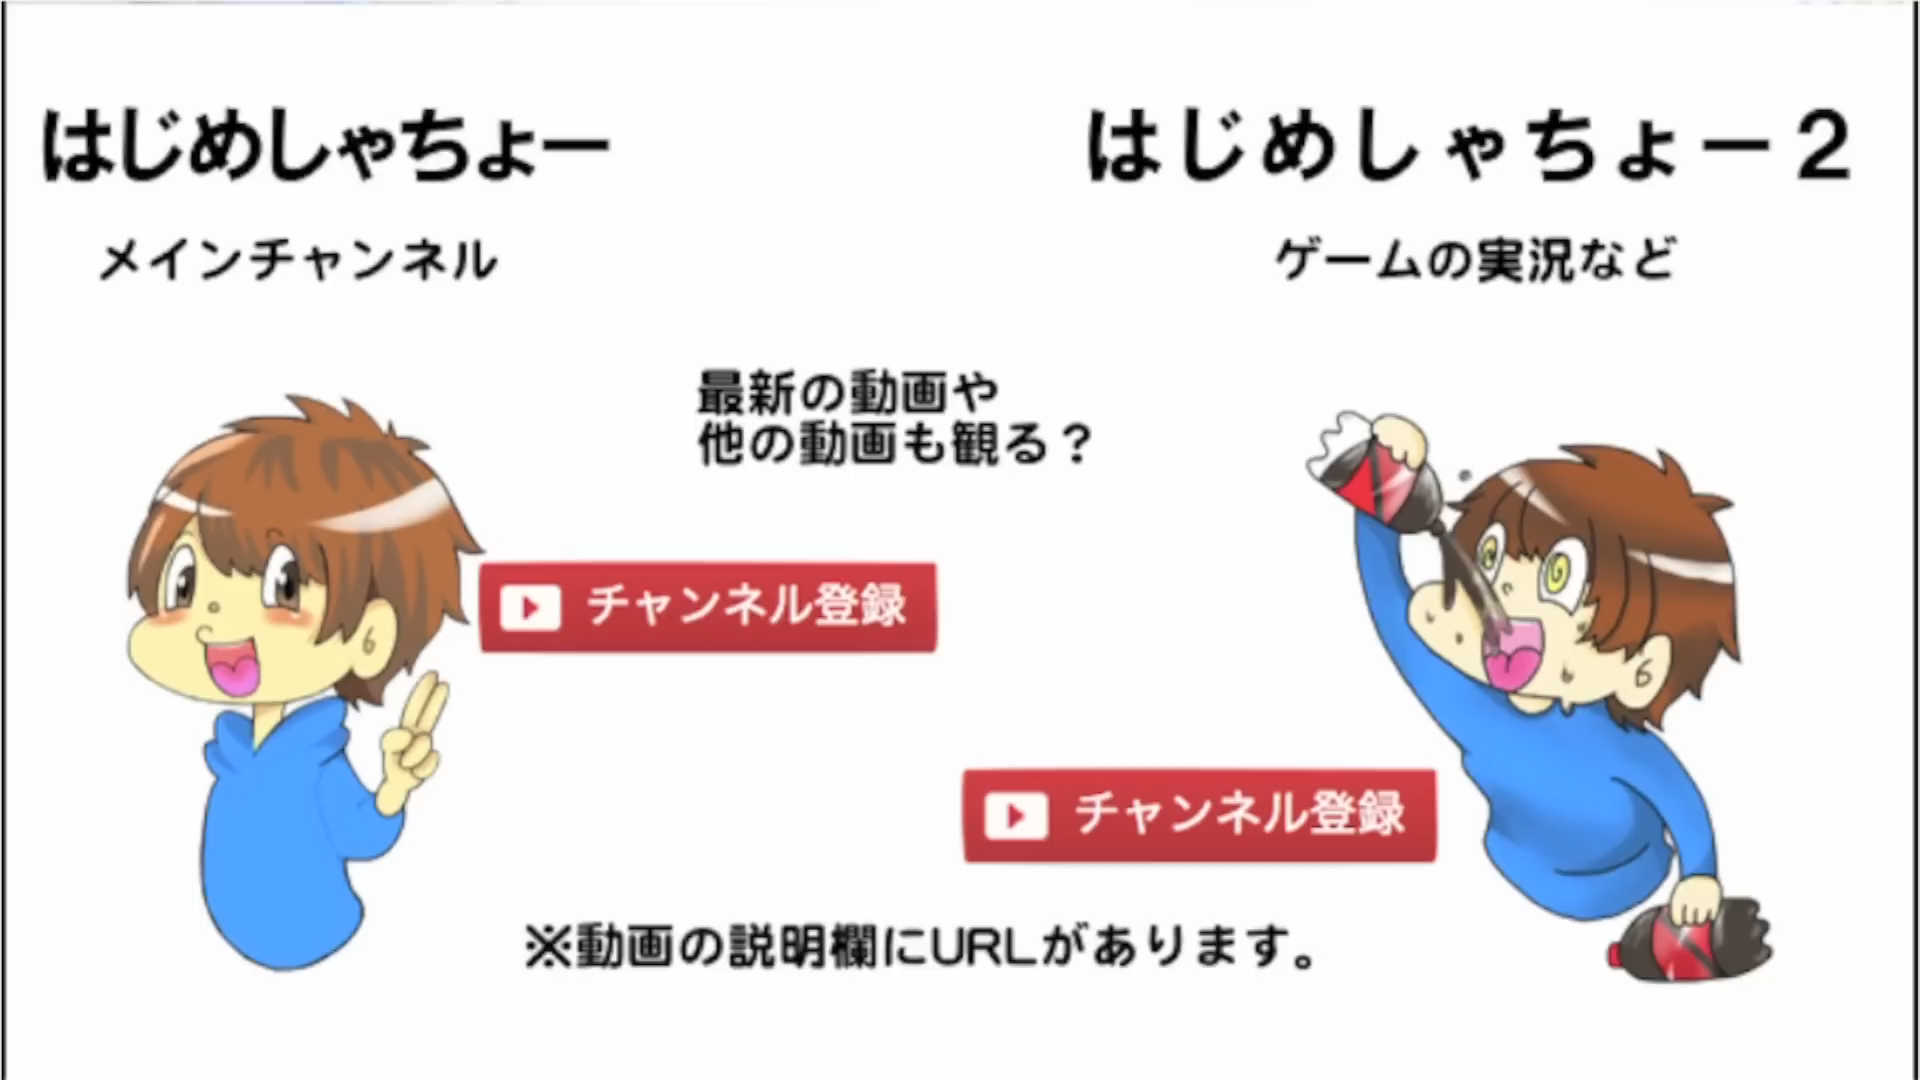 はじめしゃちょー
メインチャンネル
はじめしゃちょー２
ゲームの実況など
最新の動画や
他の動画も観る？
チャンネル登録
チャンネル登録
※動画の説明欄にURLがあります。